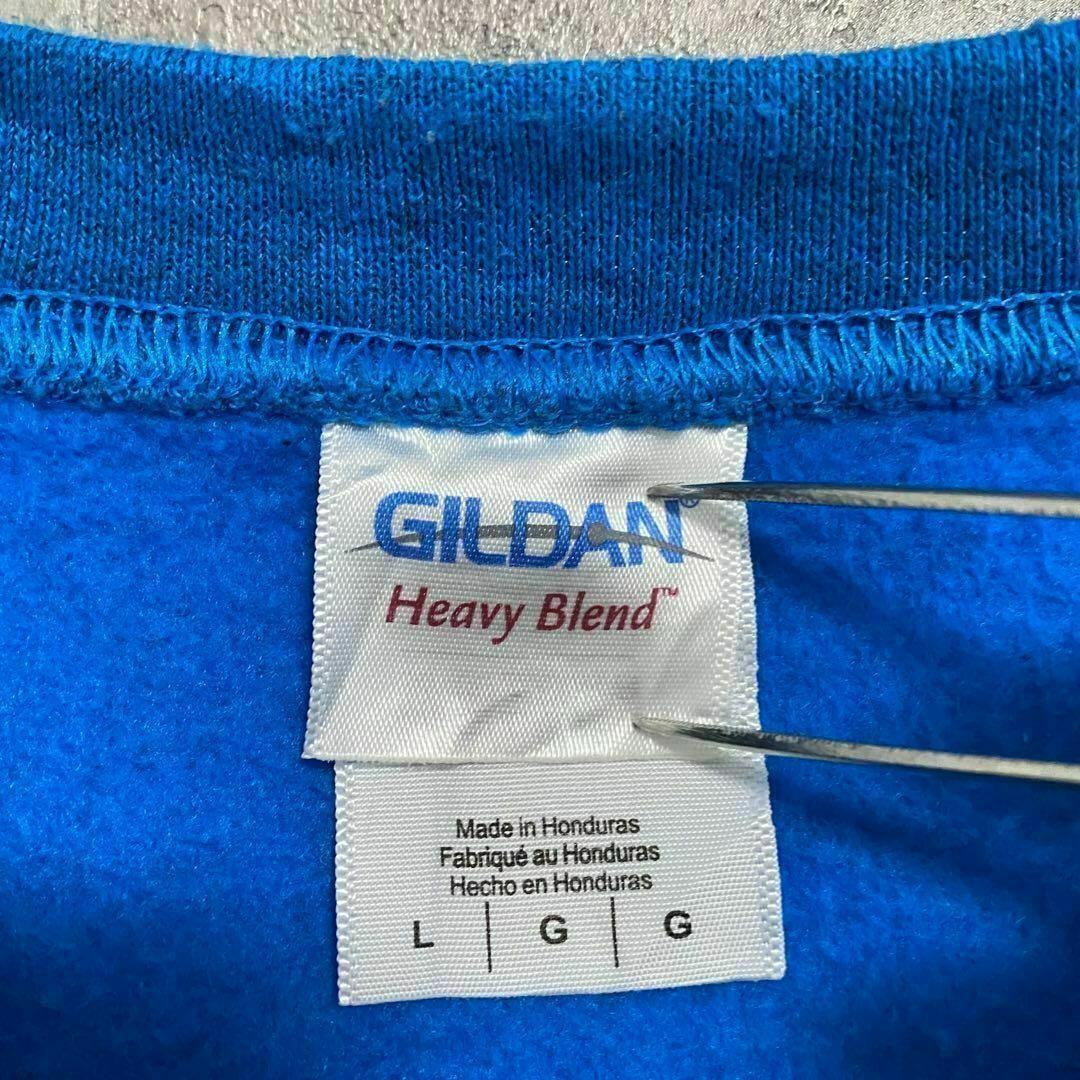 GILDAN®
Heavy Blend™
Made in Honduras
Fabriqué au Honduras
Hecho en Honduras
L | G | G